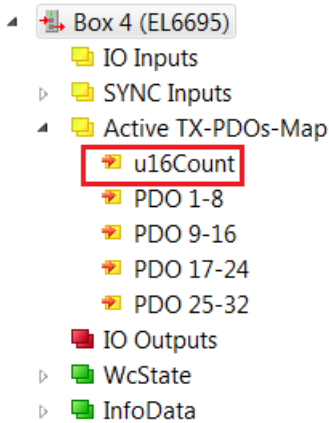 Box 4 (EL6695)
IO Inputs
SYNC Inputs
Active TX-PDOs-Map
u16Count
PDO 1-8
PDO 9-16
PDO 17-24
PDO 25-32
IO Outputs
WcState
InfoData